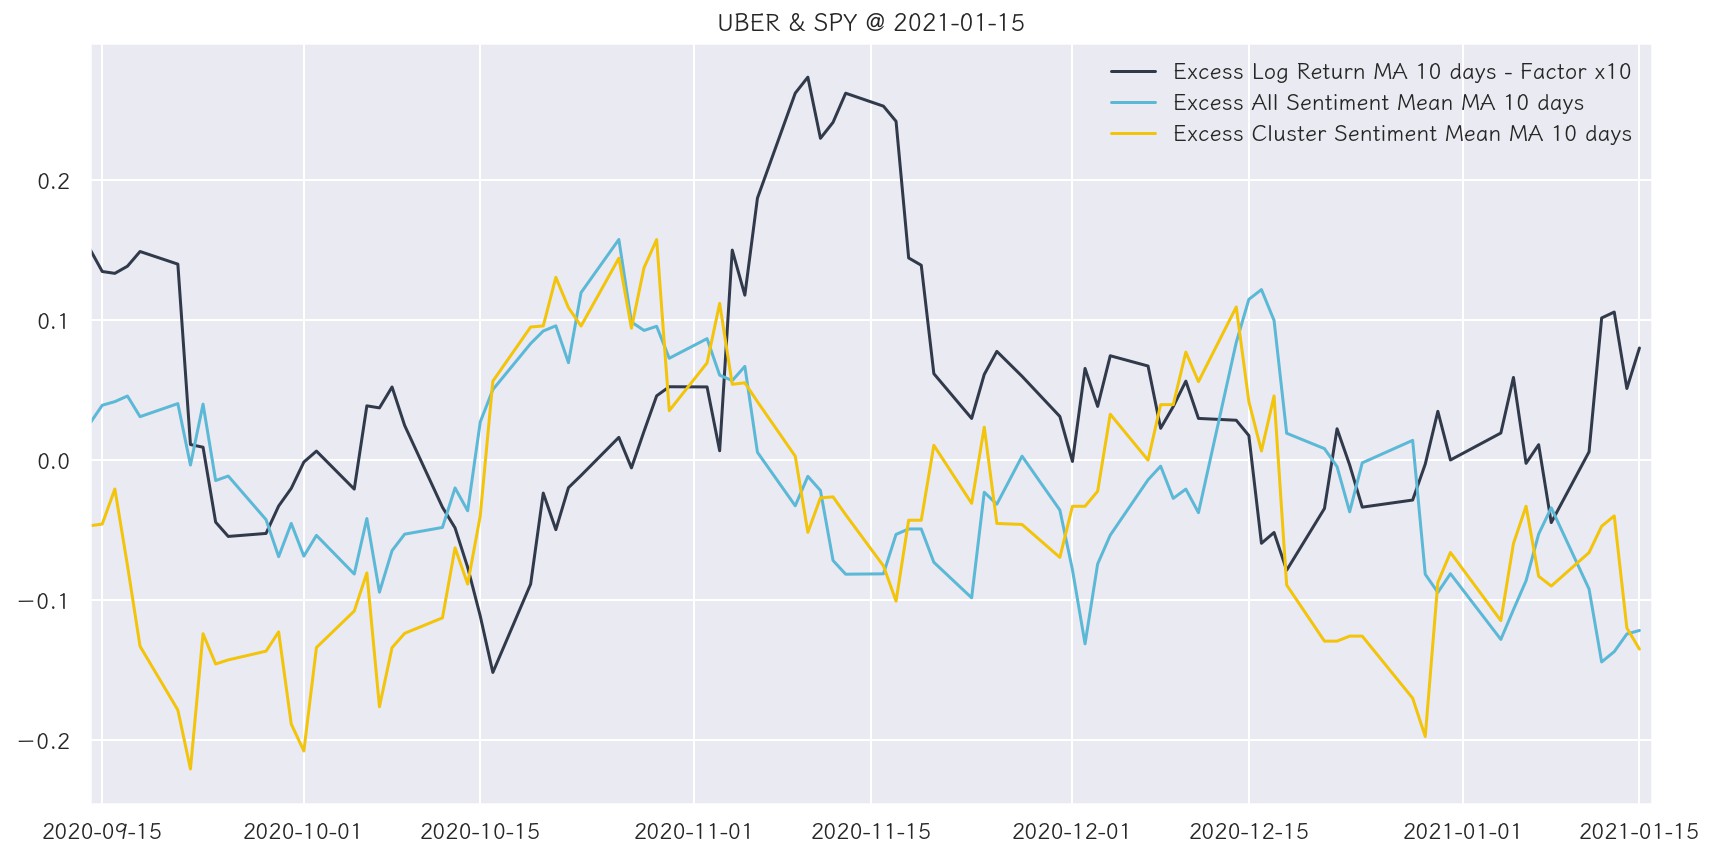 UBER & SPY @ 2021-01-15
Excess Log Return MA 10 days - Factor x10
Excess All Sentiment Mean MA 10 days
Excess Cluster Sentiment Mean MA 10 days
0.2
0.1
0.0
−0.1
−0.2
2020-09-15 2020-10-01 2020-10-15 2020-11-01 2020-11-15 2020-12-01 2020-12-15 2021-01-01 2021-01-15